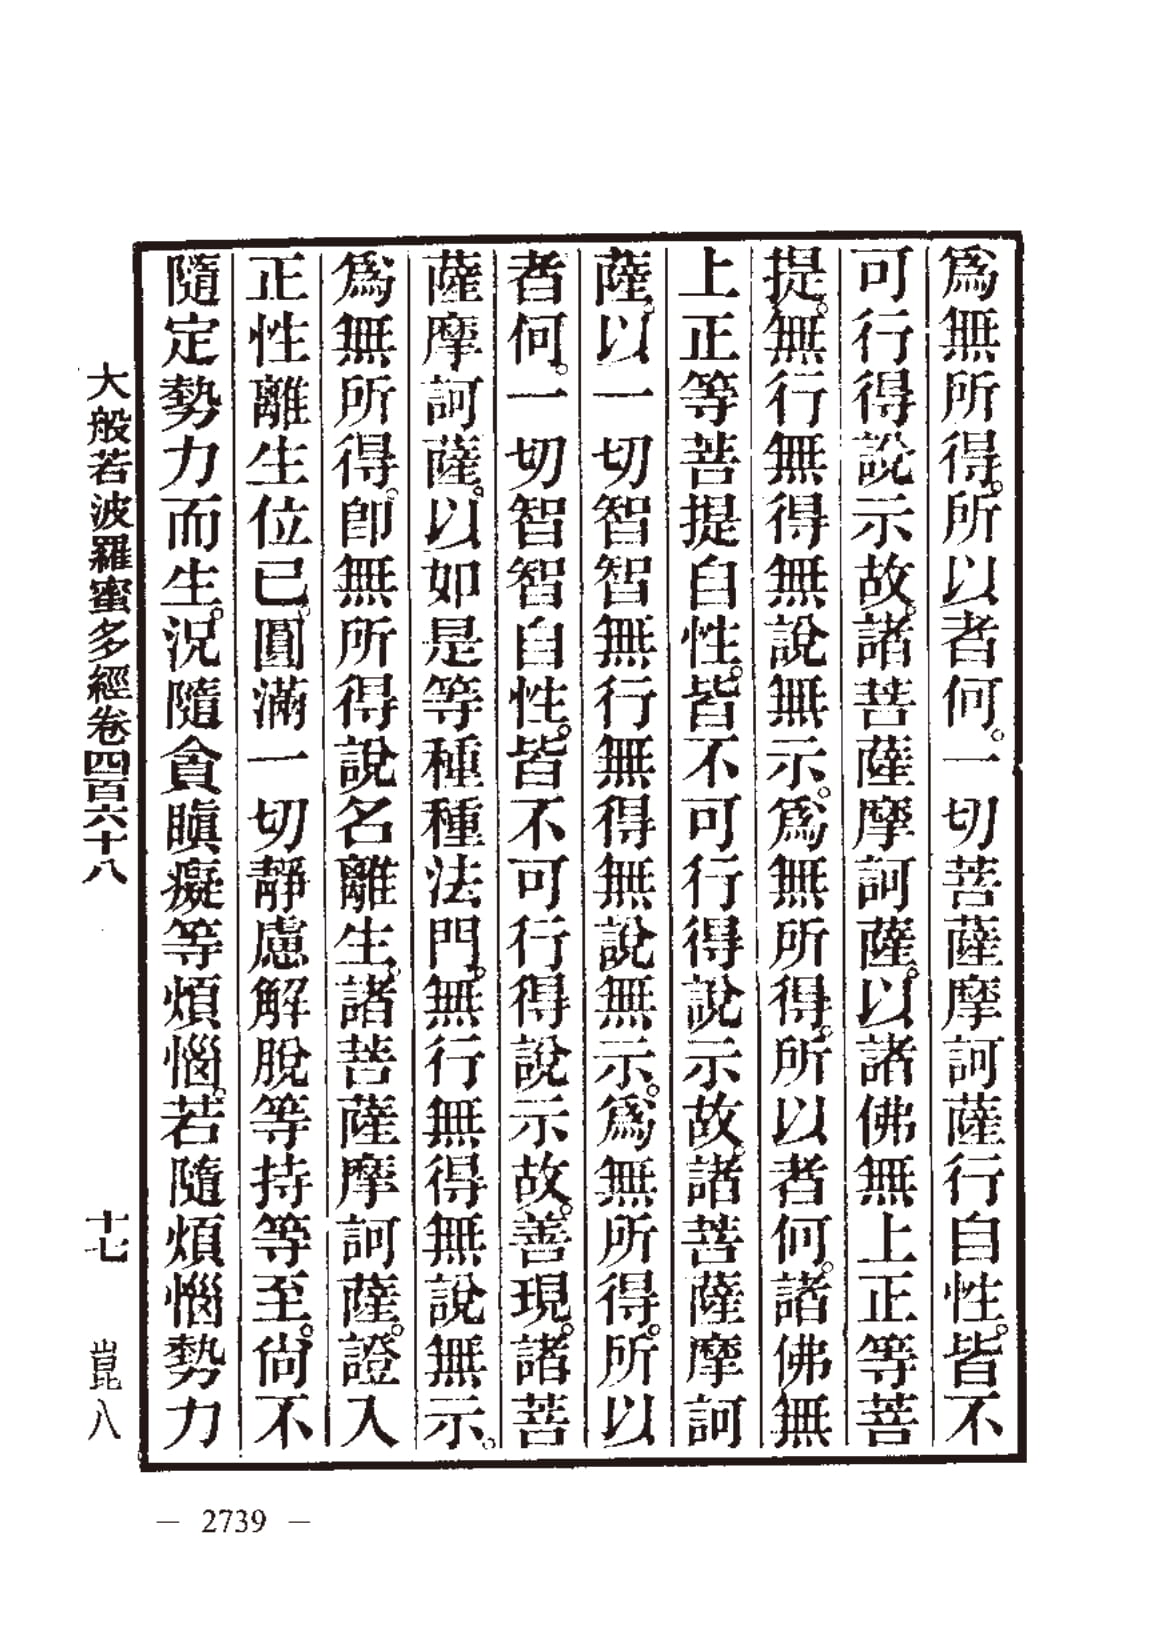 爲無所得。所以者何。一切菩薩摩訶薩行自性。皆不
可行得說示故。諸菩薩摩訶薩。以諸佛無上正等菩
提。無行無得無說無示。爲無所得。所以者何。諸佛無
上正等菩提自性。皆不可行得說示故。諸菩薩摩訶
薩。以一切智智無行無得無說無示。爲無所得。所以
者何。一切智智自性。皆不可行得說示故。善現。諸菩
薩摩訶薩。以如是等種種法門。無行無得無說無示。
爲無所得。卽無所得說名離生。諸菩薩摩訶薩。證入
正性離生位已。圓滿一切靜慮解脫等持等至。尙不
隨定勢力而生。況隨貪瞋癡等煩惱。若隨煩惱勢力
大般若波羅蜜多經卷四百六十八 十七 崑八
— 2739 —